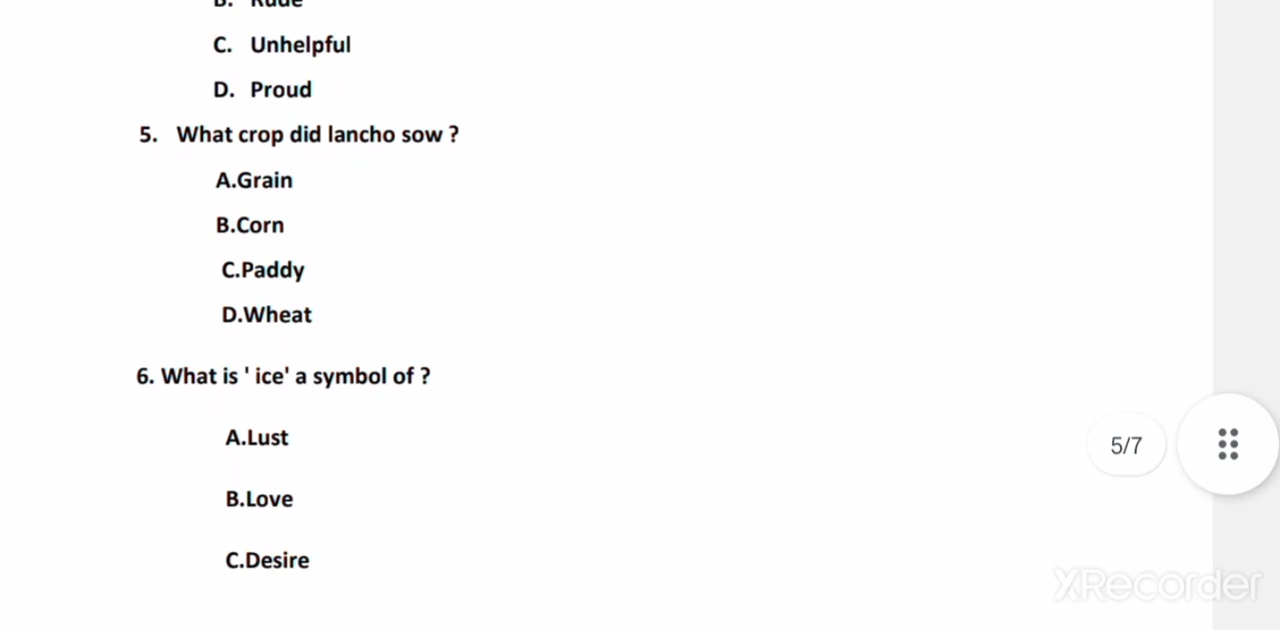 B. Rude
C. Unhelpful
D. Proud
5. What crop did lancho sow ?
A.Grain
B.Corn
C.Paddy
D.Wheat
6. What is ' ice' a symbol of ?
A.Lust
B.Love
5/7
C.Desire
XRecorder